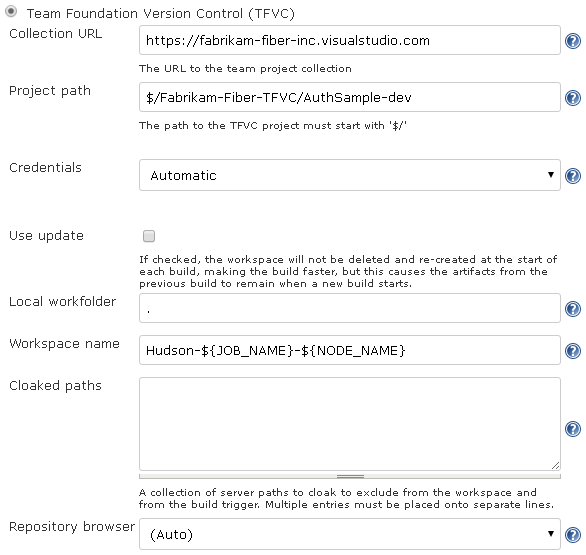 Team Foundation Version Control (TFVC)
Collection URL
https://fabrikam-fiber-inc.visualstudio.com
The URL to the team project collection
Project path
$/Fabrikam-Fiber-TFVC/AuthSample-dev
The path to the TFVC project must start with '$/'
Credentials
Automatic
Use update
If checked, the workspace will not be deleted and re-created at the start of
each build, making the build faster, but this causes the artifacts from the
previous build to remain when a new build starts.
Local workfolder
.
Workspace name
Hudson-${JOB_NAME}-${NODE_NAME}
Cloaked paths
A collection of server paths to cloak to exclude from the workspace and
from the build trigger. Multiple entries must be placed onto separate lines.
Repository browser
(Auto)